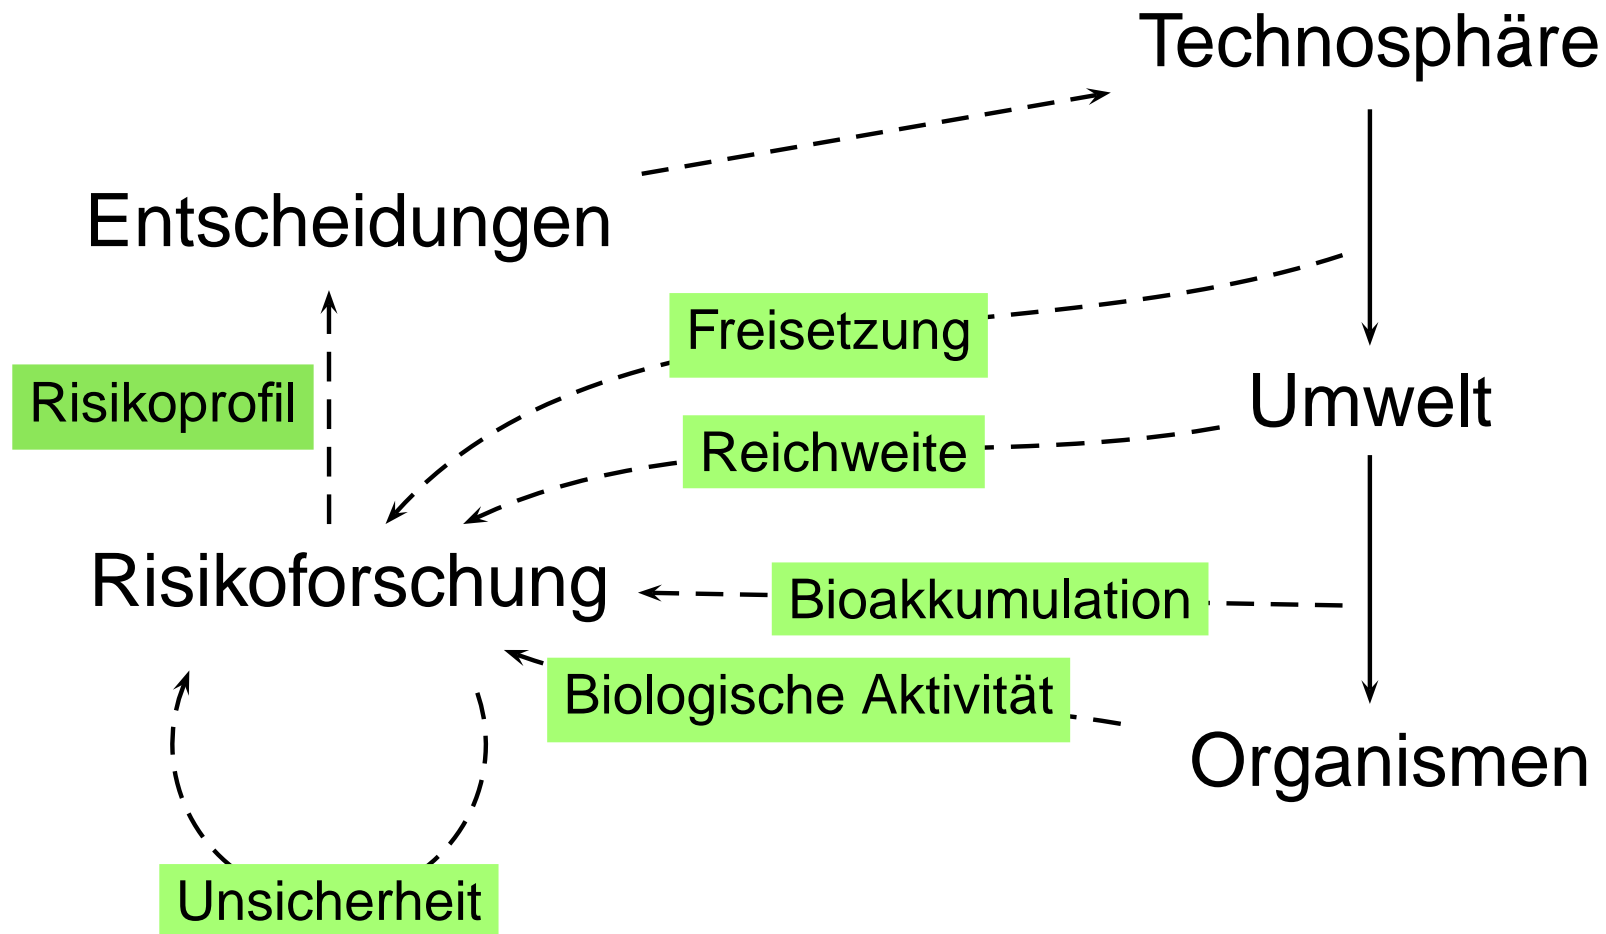 Technosphäre
Entscheidungen
Freisetzung
Risikoprofil
Umwelt
Reichweite
Risikoforschung
Bioakkumulation
Biologische Aktivität
Organismen
Unsicherheit